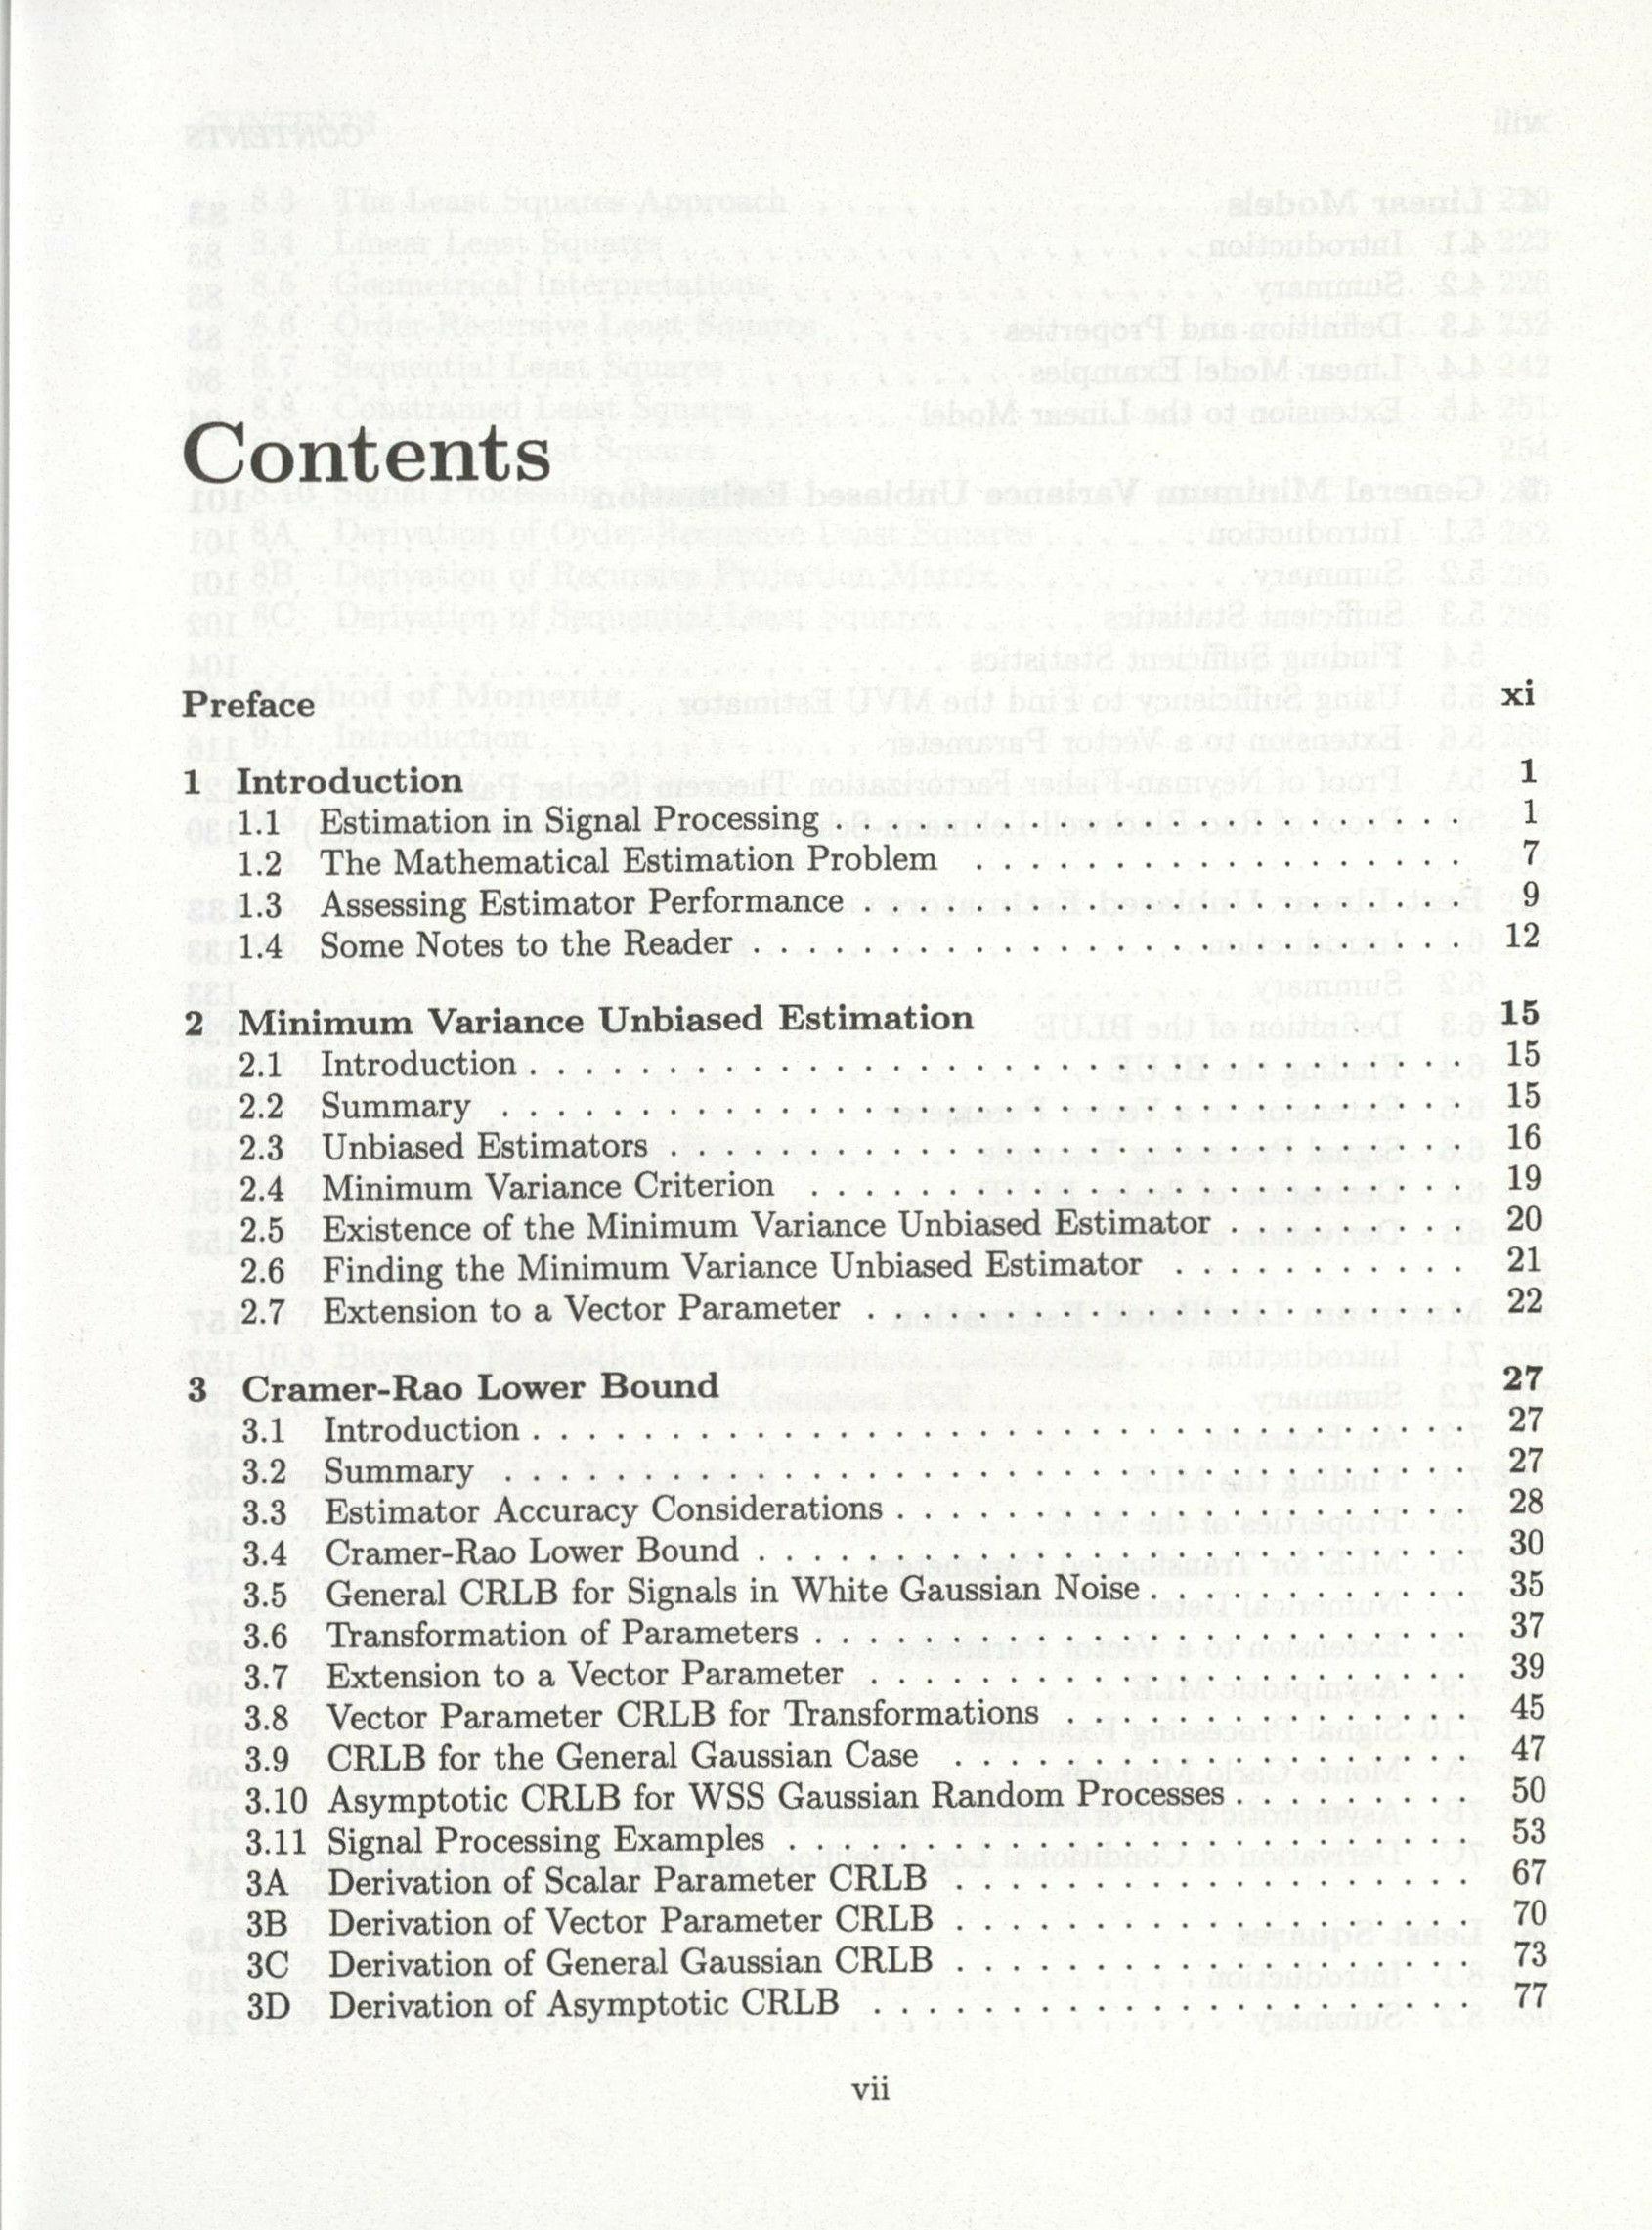 Contents
Preface xi
1 Introduction 1
1.1 Estimation in Signal Processing . . . . . . . . . . . . . . . . . . . . . . . 1
1.2 The Mathematical Estimation Problem . . . . . . . . . . . . . . . . . . 7
1.3 Assessing Estimator Performance . . . . . . . . . . . . . . . . . . . . . . 9
1.4 Some Notes to the Reader . . . . . . . . . . . . . . . . . . . . . . . . . . 12
2 Minimum Variance Unbiased Estimation 15
2.1 Introduction . . . . . . . . . . . . . . . . . . . . . . . . . . . . . . . . . . 15
2.2 Summary . . . . . . . . . . . . . . . . . . . . . . . . . . . . . . . . . . . 15
2.3 Unbiased Estimators . . . . . . . . . . . . . . . . . . . . . . . . . . . . . 16
2.4 Minimum Variance Criterion . . . . . . . . . . . . . . . . . . . . . . . . 19
2.5 Existence of the Minimum Variance Unbiased Estimator . . . . . . . . . 20
2.6 Finding the Minimum Variance Unbiased Estimator . . . . . . . . . . . 21
2.7 Extension to a Vector Parameter . . . . . . . . . . . . . . . . . . . . . . 22
3 Cramer-Rao Lower Bound 27
3.1 Introduction . . . . . . . . . . . . . . . . . . . . . . . . . . . . . . . . . . 27
3.2 Summary . . . . . . . . . . . . . . . . . . . . . . . . . . . . . . . . . . . 27
3.3 Estimator Accuracy Considerations . . . . . . . . . . . . . . . . . . . . . 28
3.4 Cramer-Rao Lower Bound . . . . . . . . . . . . . . . . . . . . . . . . . . 30
3.5 General CRLB for Signals in White Gaussian Noise . . . . . . . . . . . . 35
3.6 Transformation of Parameters . . . . . . . . . . . . . . . . . . . . . . . . 37
3.7 Extension to a Vector Parameter . . . . . . . . . . . . . . . . . . . . . . 39
3.8 Vector Parameter CRLB for Transformations . . . . . . . . . . . . . . . 45
3.9 CRLB for the General Gaussian Case . . . . . . . . . . . . . . . . . . . 47
3.10 Asymptotic CRLB for WSS Gaussian Random Processes . . . . . . . . . 50
3.11 Signal Processing Examples . . . . . . . . . . . . . . . . . . . . . . . . . 53
3A Derivation of Scalar Parameter CRLB . . . . . . . . . . . . . . . . . . . 67
3B Derivation of Vector Parameter CRLB . . . . . . . . . . . . . . . . . . . 70
3C Derivation of General Gaussian CRLB . . . . . . . . . . . . . . . . . . . 73
3D Derivation of Asymptotic CRLB . . . . . . . . . . . . . . . . . . . . . . 77
vii